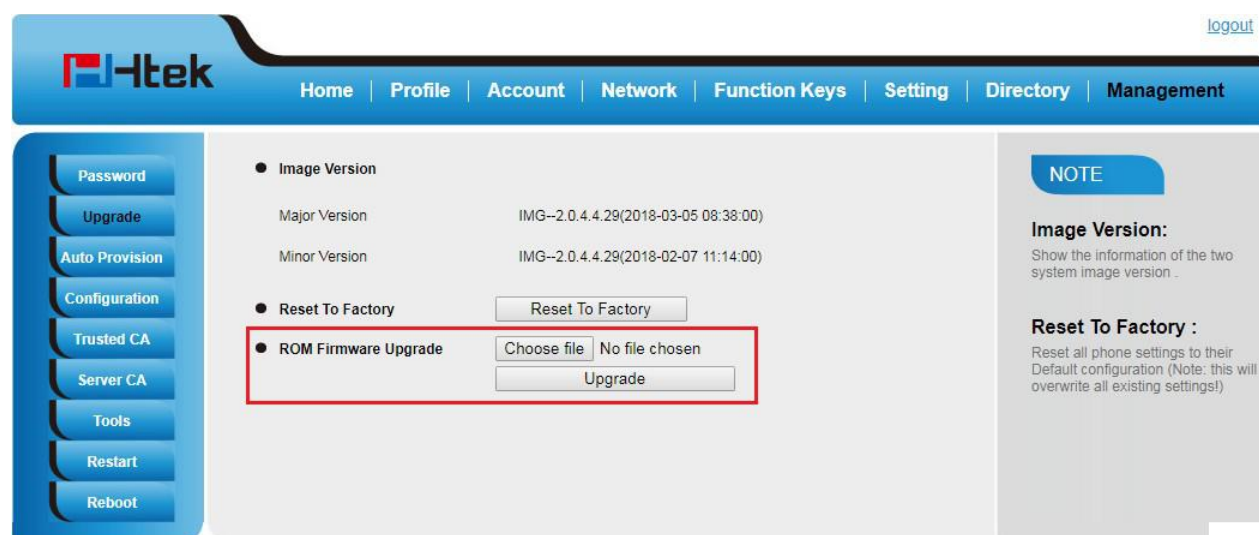 logout
Htek
Home | Profile | Account | Network | Function Keys | Setting | Directory | Management
Password
Upgrade
Auto Provision
Configuration
Trusted CA
Server CA
Tools
Restart
Reboot
Image Version
Major Version IMG--2.0.4.4.29(2018-03-05 08:38:00)
Minor Version IMG--2.0.4.4.29(2018-02-07 11:14:00)
Reset To Factory Reset To Factory
ROM Firmware Upgrade Choose file No file chosen
Upgrade
NOTE
Image Version:
Show the information of the two
system image version .
Reset To Factory :
Reset all phone settings to their
Default configuration (Note: this will
overwrite all existing settings!)